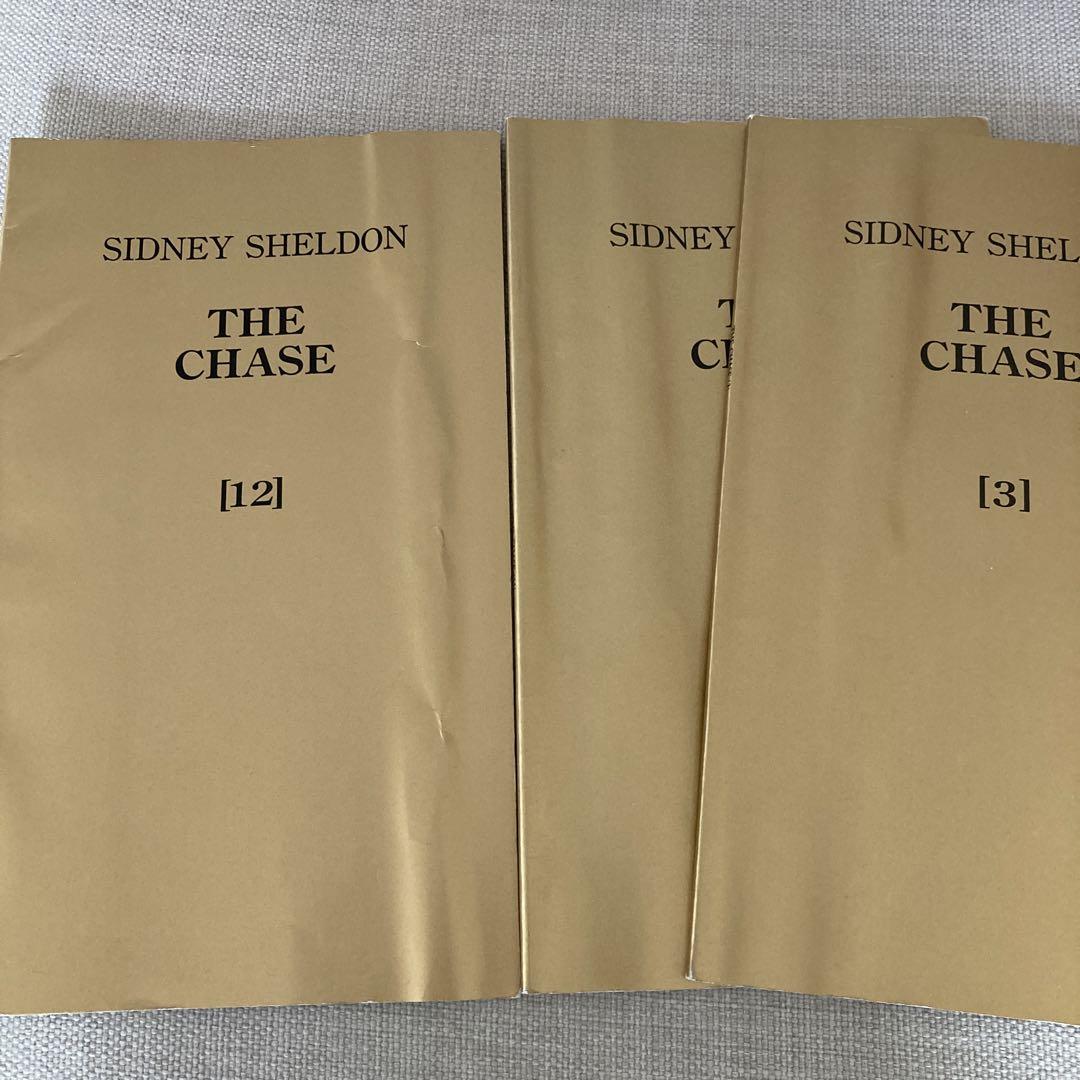 SIDNEY SHELDON
THE
CHASE
[12]
SIDNEY
SIDNEY SHEL
THE
CHASE
[3]